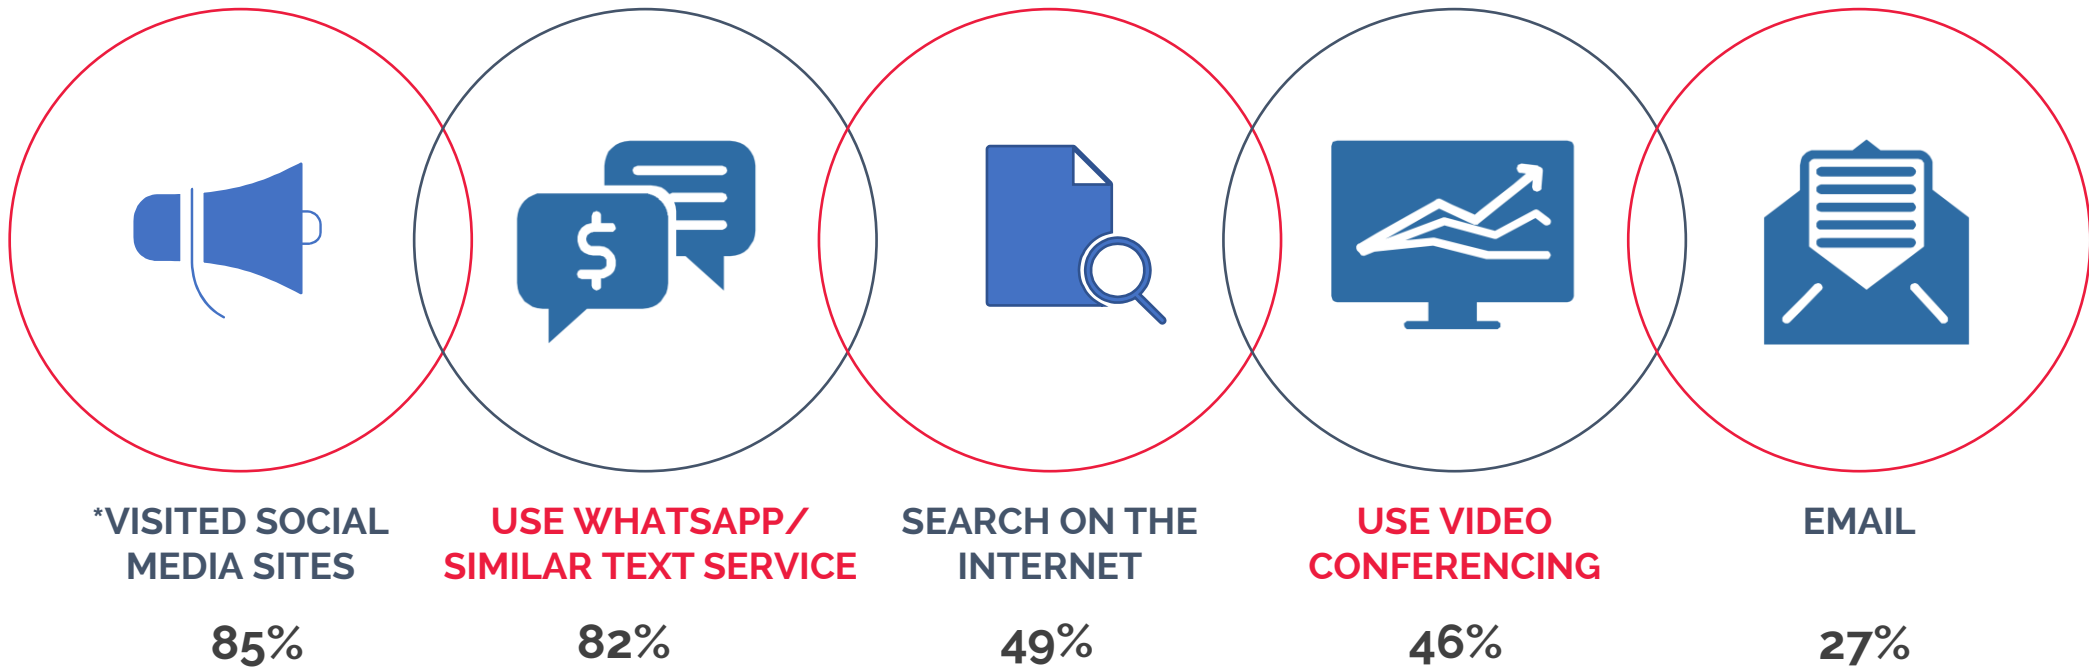 $
*VISITED SOCIAL
MEDIA SITES
85%
USE WHATSAPP/
SIMILAR TEXT SERVICE
82%
SEARCH ON THE
INTERNET
49%
USE VIDEO
CONFERENCING
46%
EMAIL
27%